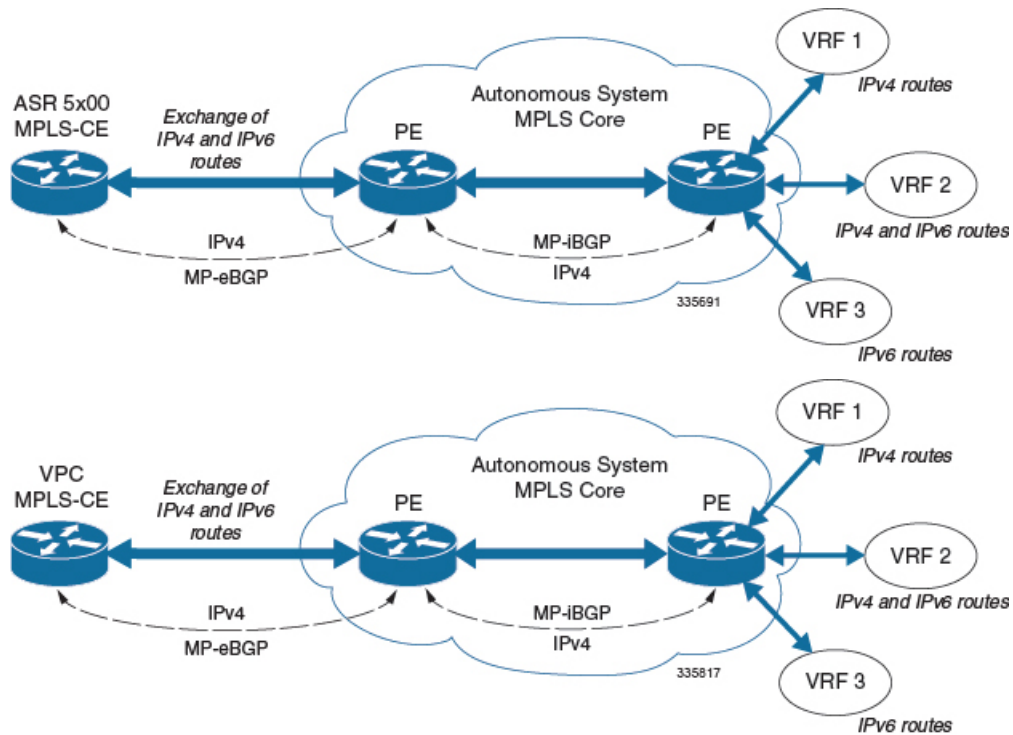 VRF 1
IPv4 routes
ASR 5x00
MPLS-CE
Exchange of
IPv4 and IPv6
routes
Autonomous System
MPLS Core
PE
PE
VRF 2
IPv4 and IPv6 routes
IPv4
MP-eBGP
MP-iBGP
IPv4
335691
VRF 3
IPv6 routes
VRF 1
IPv4 routes
VPC
MPLS-CE
Exchange of
IPv4 and IPv6
routes
Autonomous System
MPLS Core
PE
PE
VRF 2
IPv4 and IPv6 routes
IPv4
MP-eBGP
MP-iBGP
IPv4
335817
VRF 3
IPv6 routes